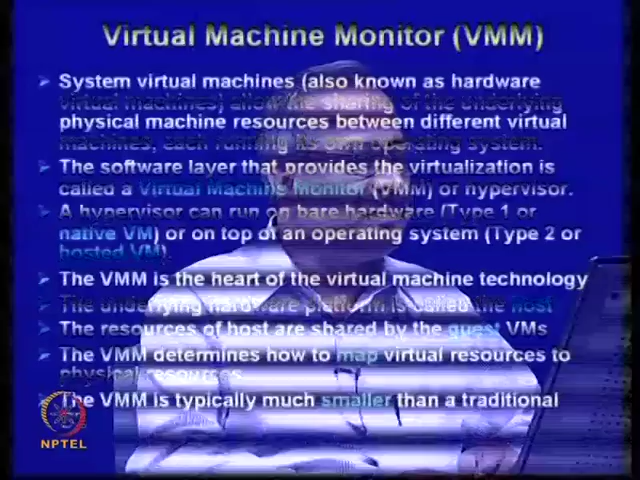 Virtual Machine Monitor (VMM)
System virtual machines (also known as hardware
virtual machines) allow the sharing of the underlying
physical machine resources between different virtual
machines, each running its own operating system.
The software layer that provides the virtualization is
called a Virtual Machine Monitor (VMM) or hypervisor.
A hypervisor can run on bare hardware (Type 1 or
native VM) or on top of an operating system (Type 2 or
hosted VM).
The VMM is the heart of the virtual machine technology
The underlying hardware platform is called the host
The resources of host are shared by the guest VMs
The VMM determines how to map virtual resources to
physical resources.
The VMM is typically much smaller than a traditional
NPTEL